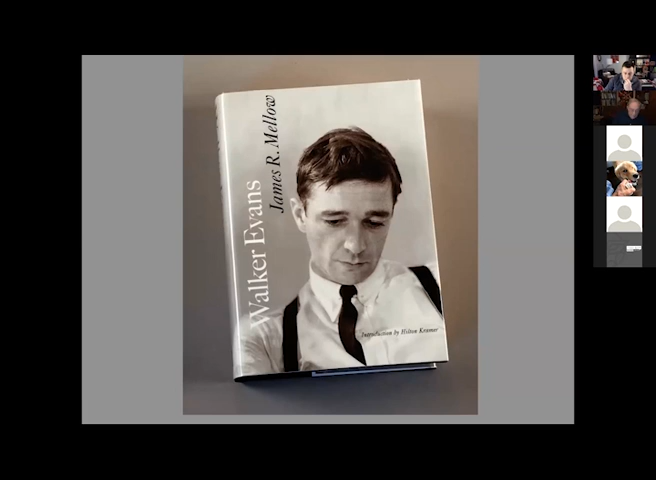 Walker Evans
James R. Mellow
Introduction by Hilton Kramer